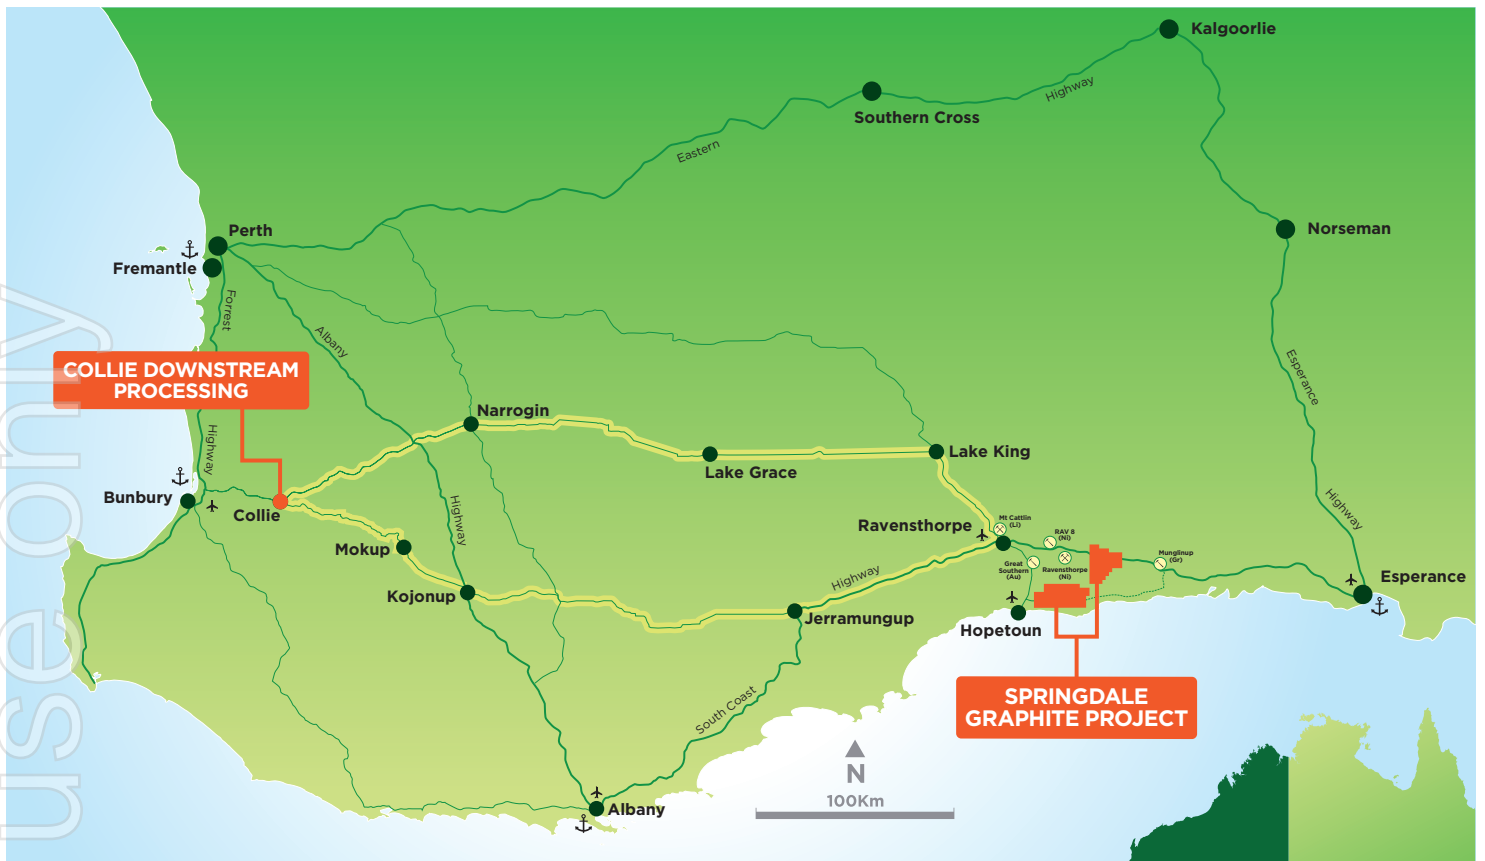 Kalgoorlie
Highway
Southern Cross
Eastern
Norseman
Perth
Fremantle
Forrest
Albany
Esperance
COLLIE DOWNSTREAM
PROCESSING
Narrogin
Highway
Lake Grace
Lake King
Bunbury
Collie
Highway
Highway
Mokup
Ravensthorpe
Mt Cattlin
(Li)
RAV 8
(Ni)
Great
Southern
(Au)
Ravensthorpe
(Ni)
Munglinup
(Gr)
Kojonup
Highway
Esperance
Jerramungup
Hopetoun
South Coast
SPRINGDALE
GRAPHITE PROJECT
N
100Km
Albany
use only